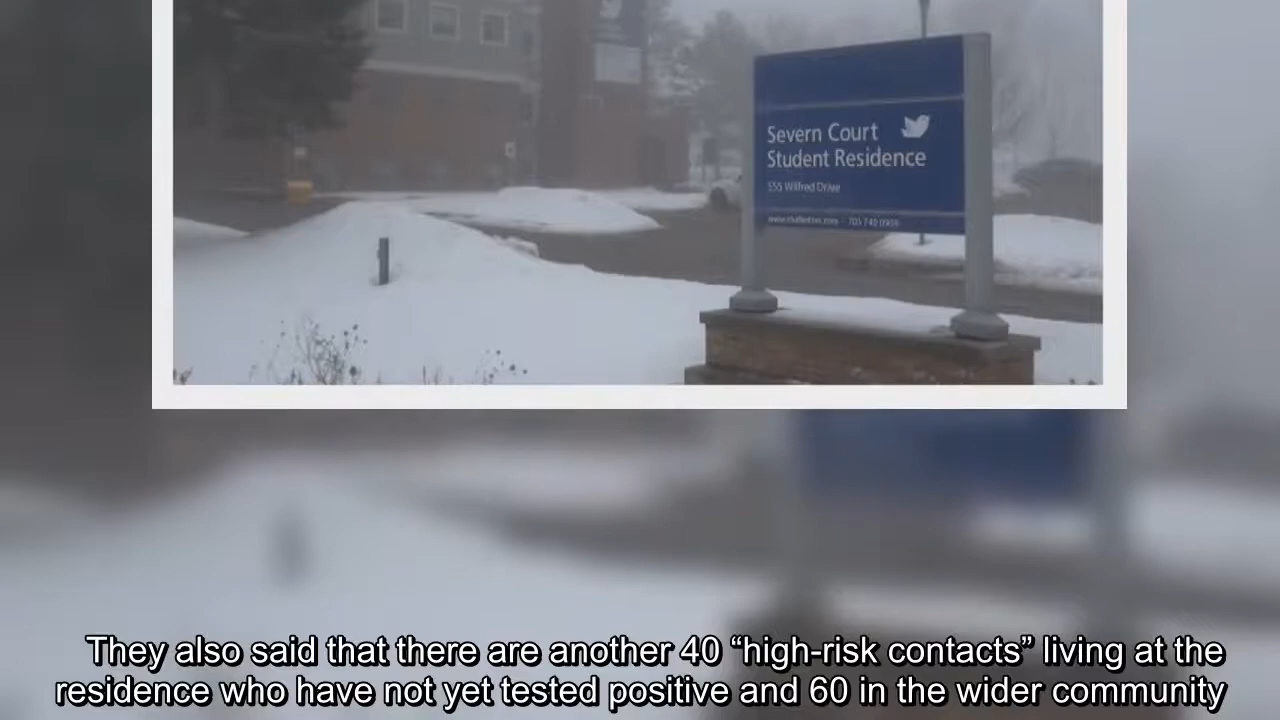 Severn Court
Student Residence
555 Wilfred Drive
They also said that there are another 40 “high-risk contacts” living at the
residence who have not yet tested positive and 60 in the wider community